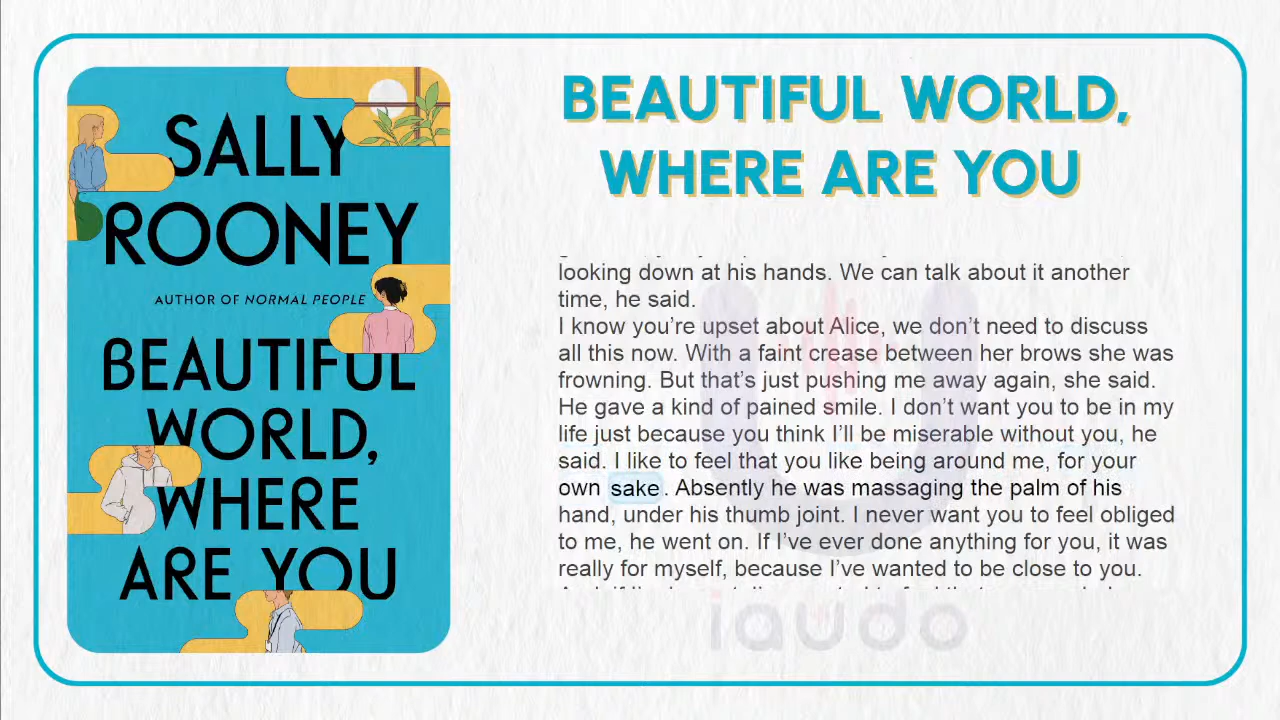 SALLY
ROONEY
AUTHOR OF NORMAL PEOPLE
BEAUTIFUL
WORLD,
WHERE
ARE YOU
BEAUTIFUL WORLD,
WHERE ARE YOU
looking down at his hands. We can talk about it another
time, he said.
I know you’re upset about Alice, we don’t need to discuss
all this now. With a faint crease between her brows she was
frowning. But that’s just pushing me away again, she said.
He gave a kind of pained smile. I don’t want you to be in my
life just because you think I’ll be miserable without you, he
said. I like to feel that you like being around me, for your
own sake. Absently he was massaging the palm of his
hand, under his thumb joint. I never want you to feel obliged
to me, he went on. If I’ve ever done anything for you, it was
really for myself, because I’ve wanted to be close to you.
iaudo